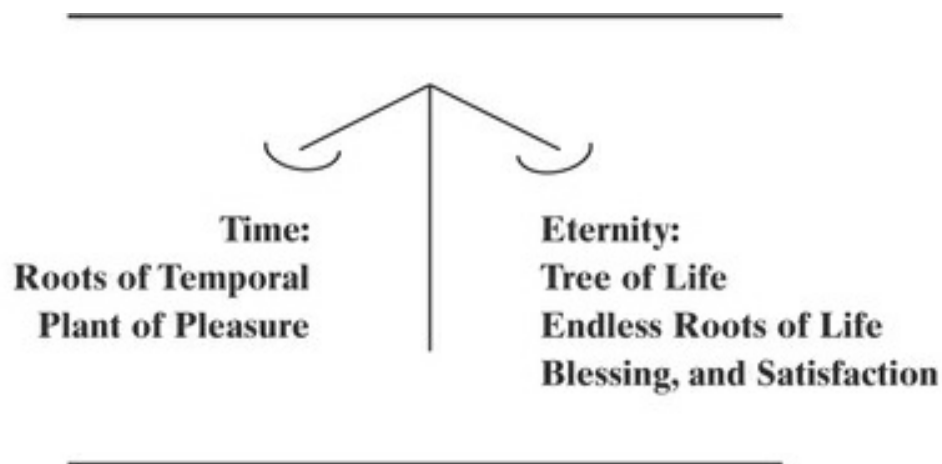 Time:
Roots of Temporal
Plant of Pleasure
Eternity:
Tree of Life
Endless Roots of Life
Blessing, and Satisfaction